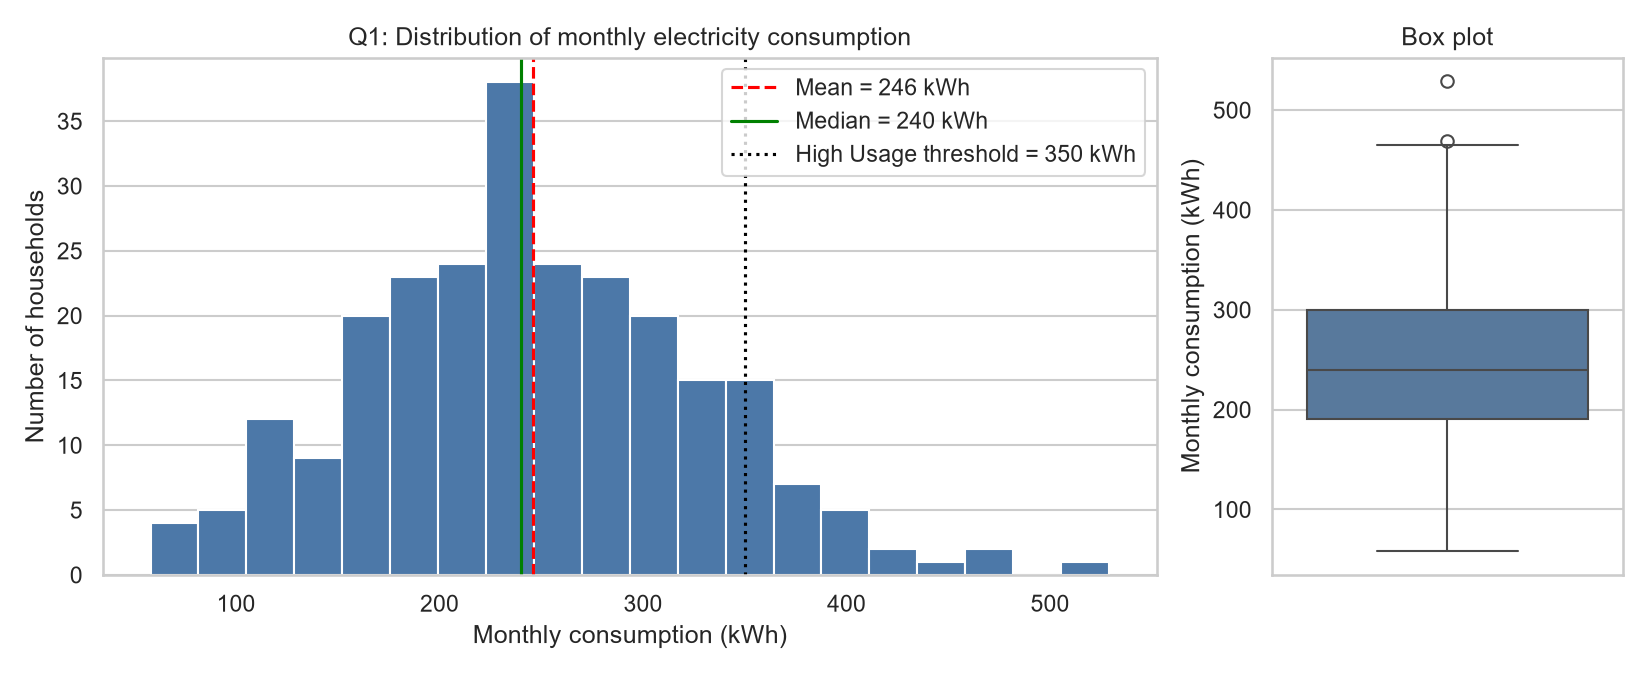 Q1: Distribution of monthly electricity consumption
Mean = 246 kWh
Median = 240 kWh
High Usage threshold = 350 kWh
Number of households
35
30
25
20
15
10
5
0
100
200
300
400
500
Monthly consumption (kWh)
Box plot
Monthly consumption (kWh)
500
400
300
200
100